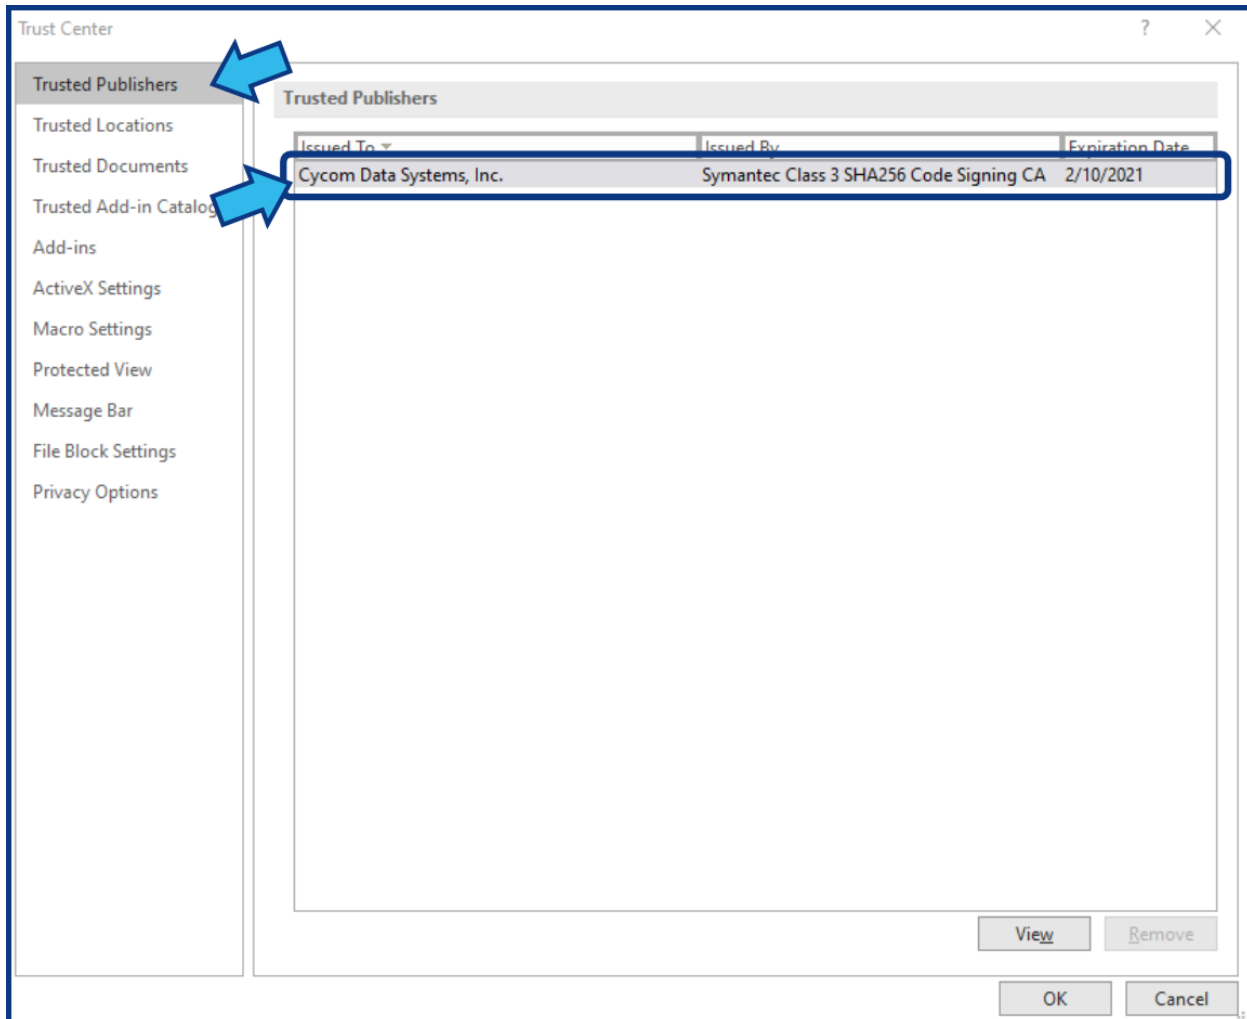 Trust Center
?
Trusted Publishers
Trusted Locations
Trusted Documents
Trusted Add-in Catalog
Add-ins
ActiveX Settings
Macro Settings
Protected View
Message Bar
File Block Settings
Privacy Options
Trusted Publishers
Issued To Issued By Expiration Date
Cycom Data Systems, Inc. Symantec Class 3 SHA256 Code Signing CA 2/10/2021
View Remove
OK Cancel